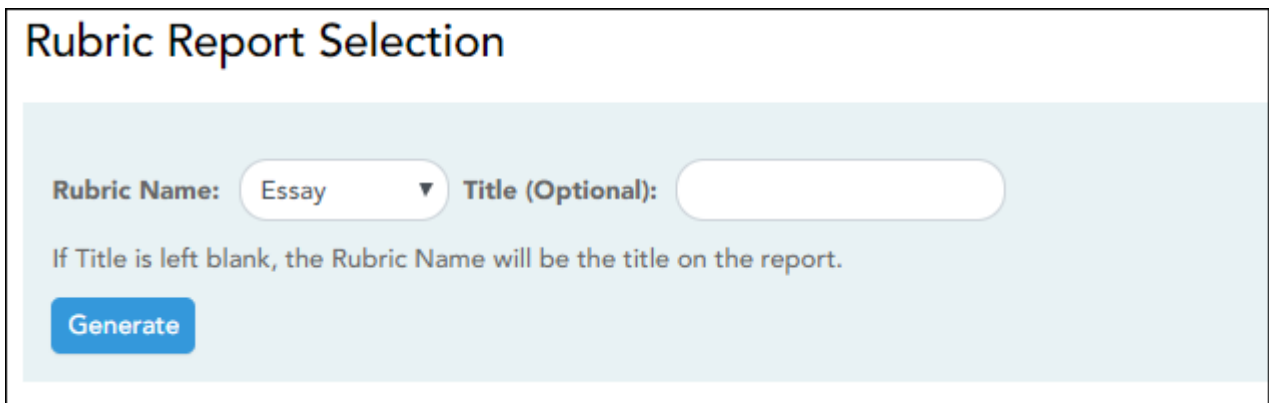 Rubric Report Selection
Rubric Name: Essay Title (Optional):
If Title is left blank, the Rubric Name will be the title on the report.
Generate